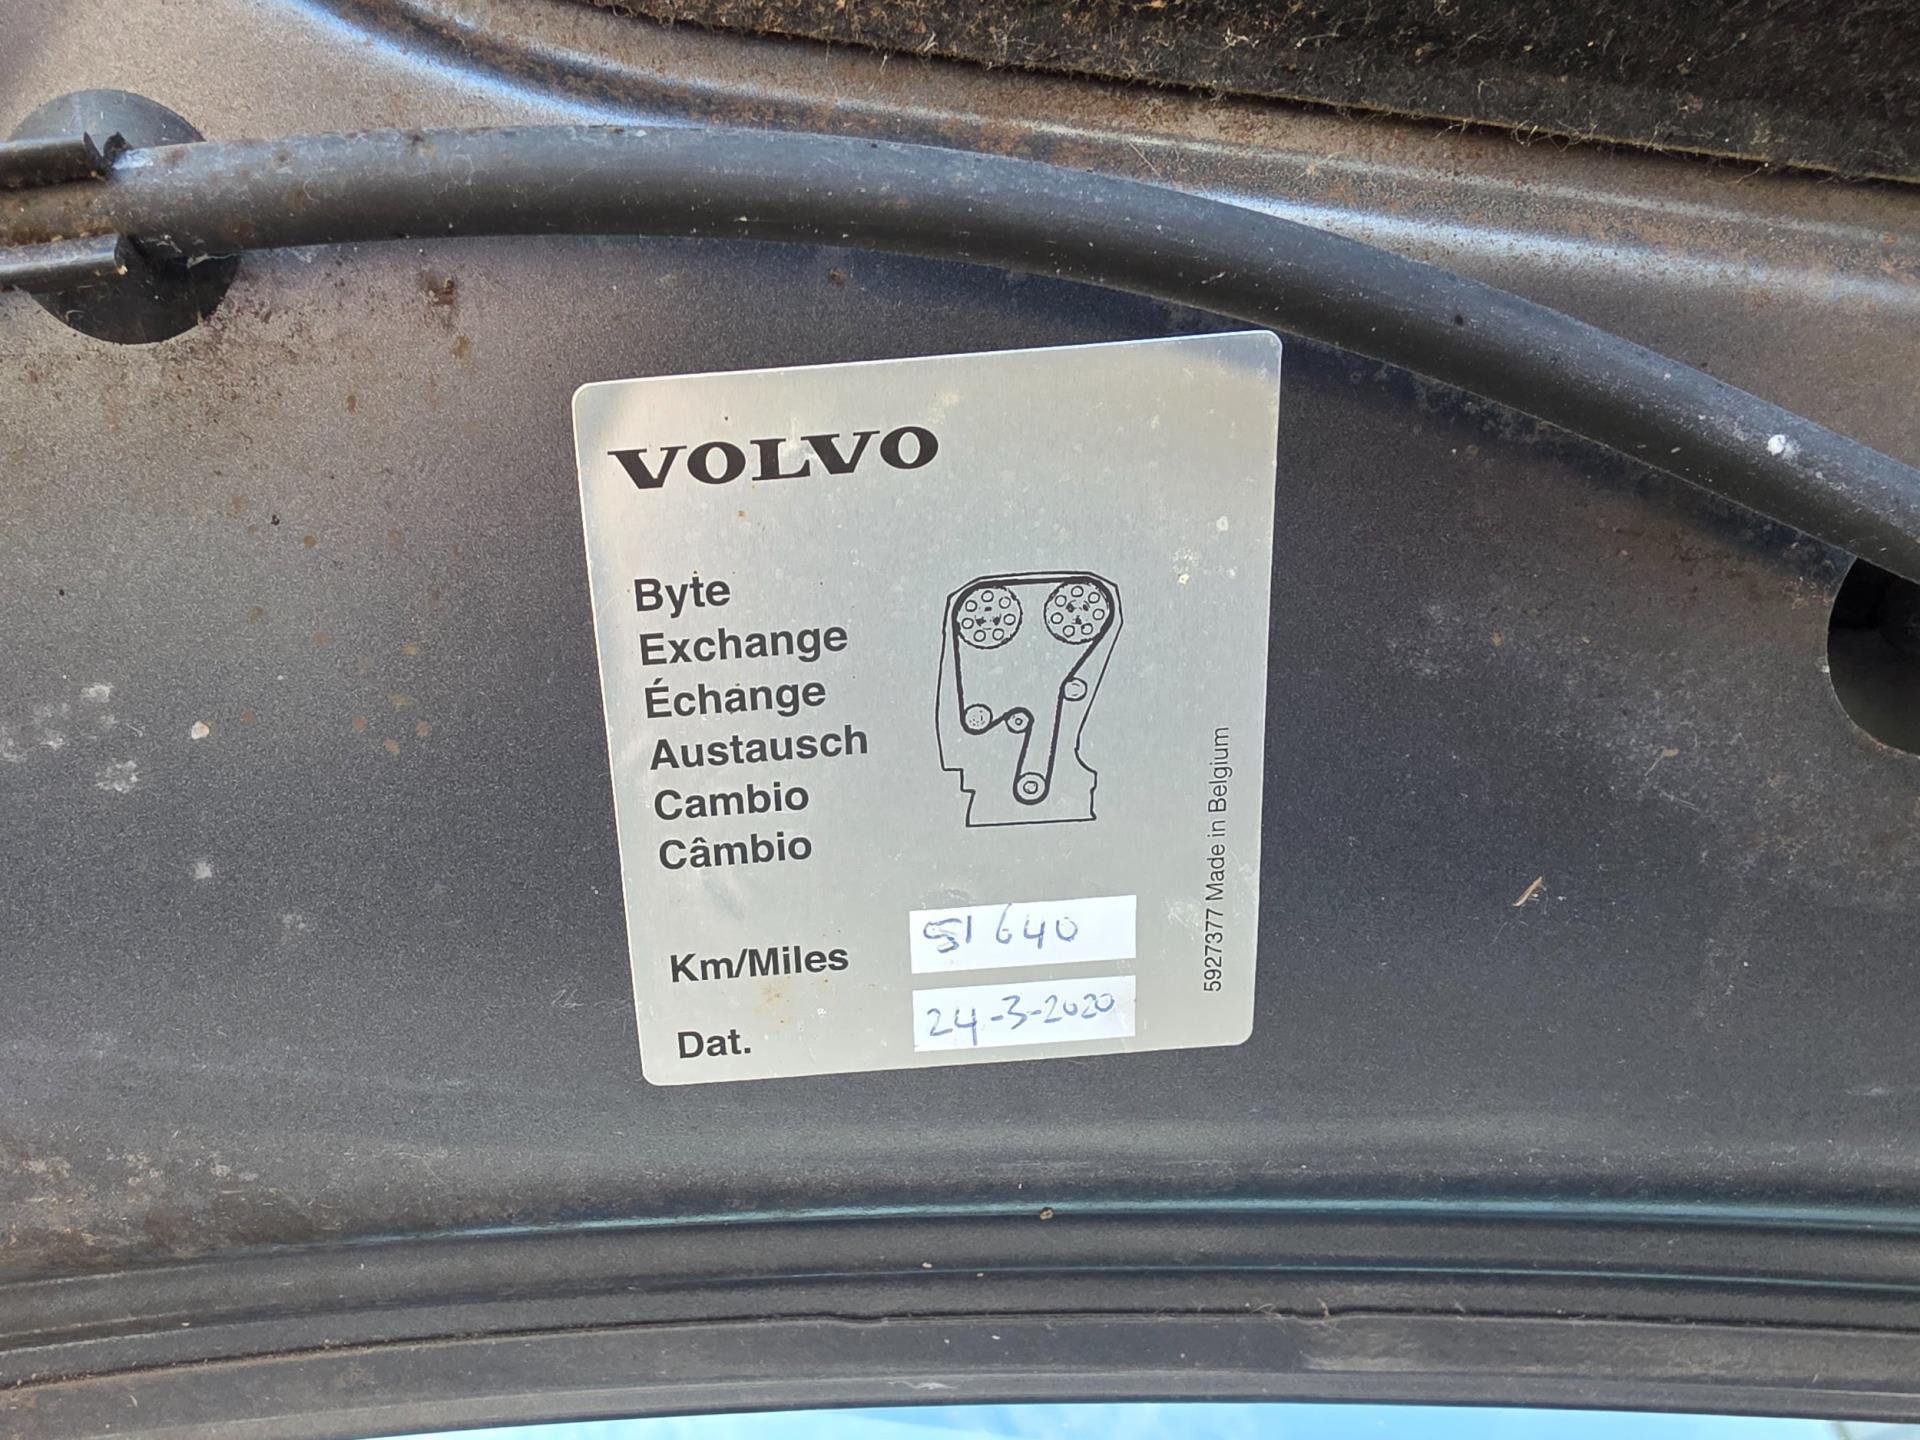 VOLVO
Byte
Exchange
Échange
Austausch
Cambio
Câmbio
Km/Miles 51 640
Dat. 24-3-2020
5927377 Made in Belgium